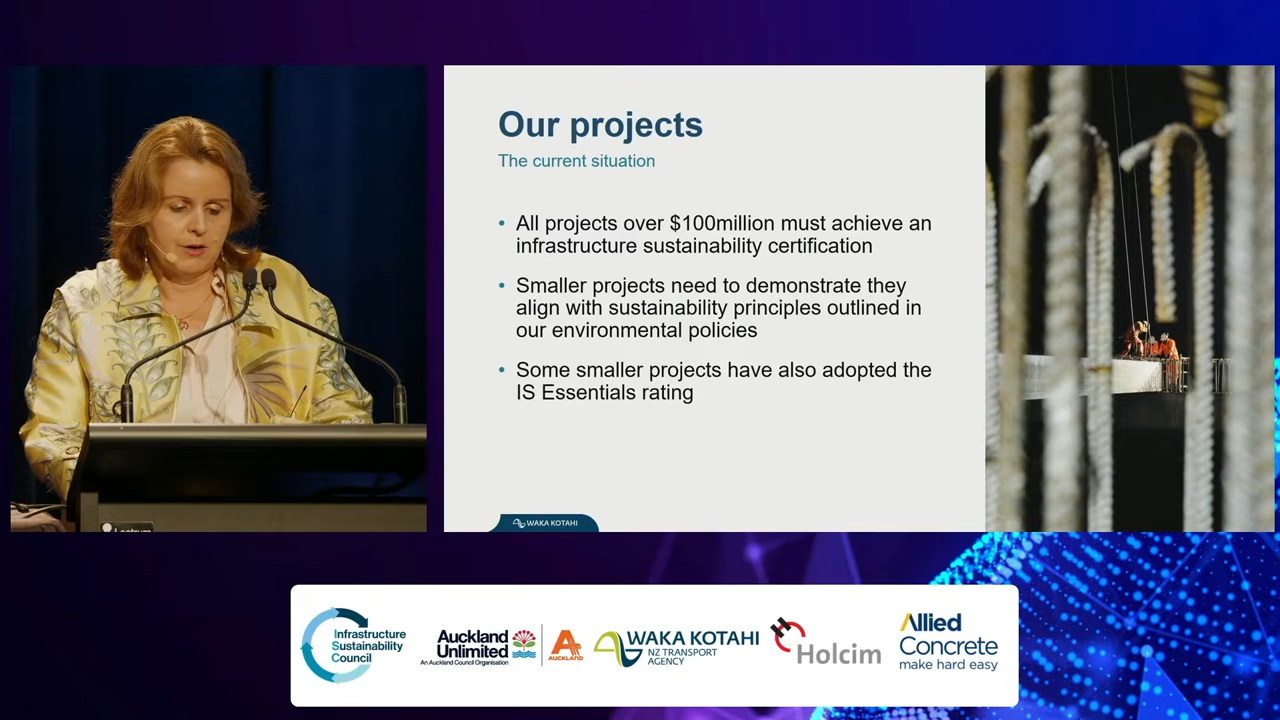 Our projects
The current situation
• All projects over $100million must achieve an
infrastructure sustainability certification
• Smaller projects need to demonstrate they
align with sustainability principles outlined in
our environmental policies
• Some smaller projects have also adopted the
IS Essentials rating
WAKA KOTAHI
Lectrum
Infrastructure
Sustainability
Council
Auckland
Unlimited
An Auckland Council Organisation
AUCKLAND
WAKA KOTAHI
NZ TRANSPORT
AGENCY
Holcim
Allied
Concrete
make hard easy